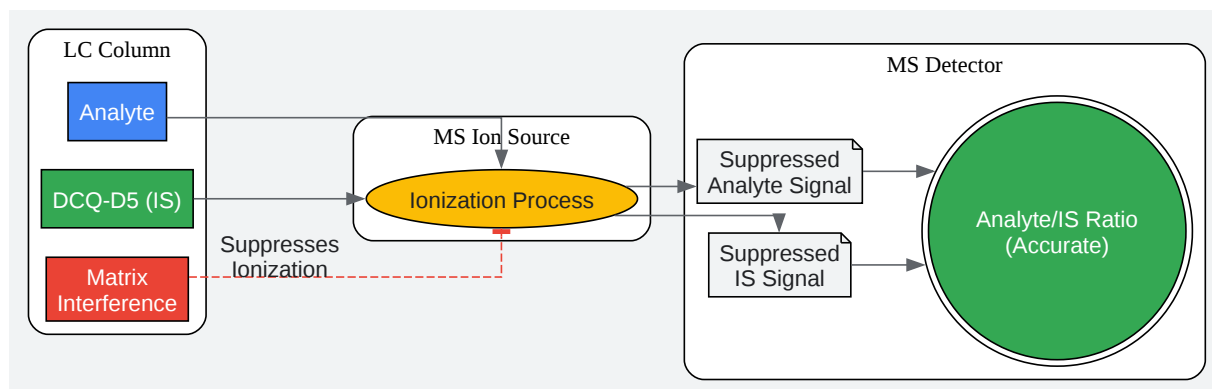 LC Column
Analyte
DCQ-D5 (IS)
Matrix
Interference
Suppresses
Ionization
MS Ion Source
Ionization Process
MS Detector
Suppressed
Analyte Signal
Suppressed
IS Signal
Analyte/IS Ratio
(Accurate)